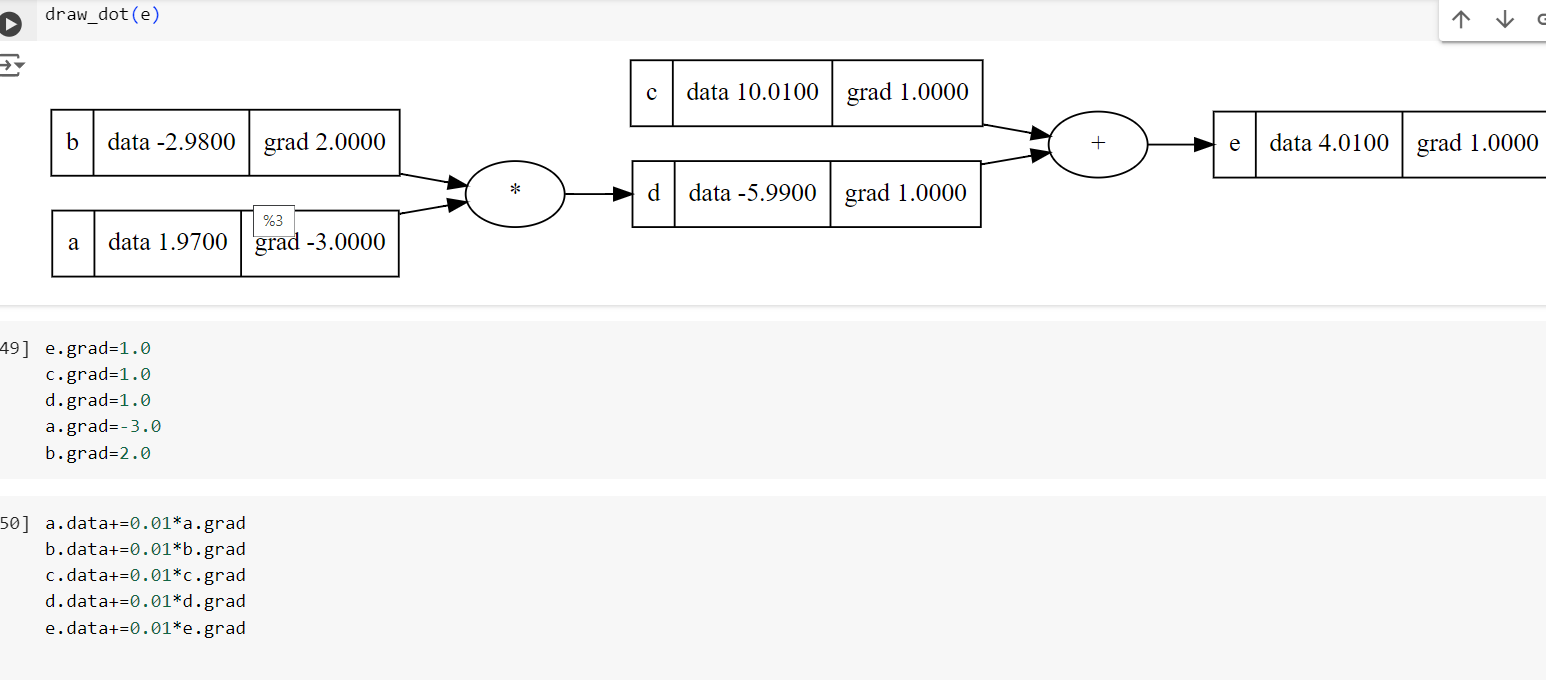 draw_dot(e)
c data 10.0100 grad 1.0000
b data -2.9800 grad 2.0000
*
+
e data 4.0100 grad 1.0000
d data -5.9900 grad 1.0000
%3
a data 1.9700 grad -3.0000
49] e.grad=1.0
c.grad=1.0
d.grad=1.0
a.grad=-3.0
b.grad=2.0
50] a.data+=0.01*a.grad
b.data+=0.01*b.grad
c.data+=0.01*c.grad
d.data+=0.01*d.grad
e.data+=0.01*e.grad